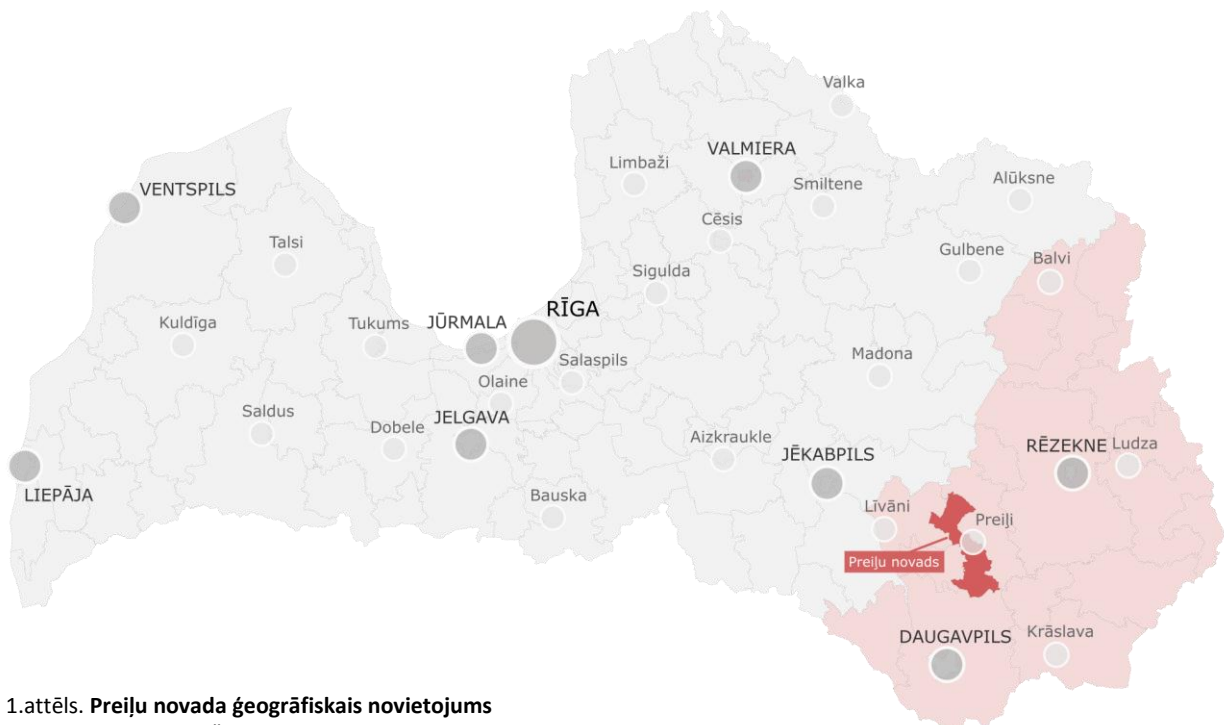 Valka
VALMIERA
Limbaži
Smiltene
Alūksne
VENTSPILS
Cēsis
Talsi
Gulbene
Balvi
Sigulda
RĪGA
Kuldīga
Tukums
JŪRMALA
Salaspils
Madona
Olaine
Saldus
Dobele
JELGAVA
Aizkraukle
JĒKABPILS
RĒZEKNE
Ludza
LIEPĀJA
Bauska
Līvāni
Preiļi
Preiļu novads
DAUGAVPILS
Krāslava
1.attēls. Preiļu novada ģeogrāfiskais novietojums